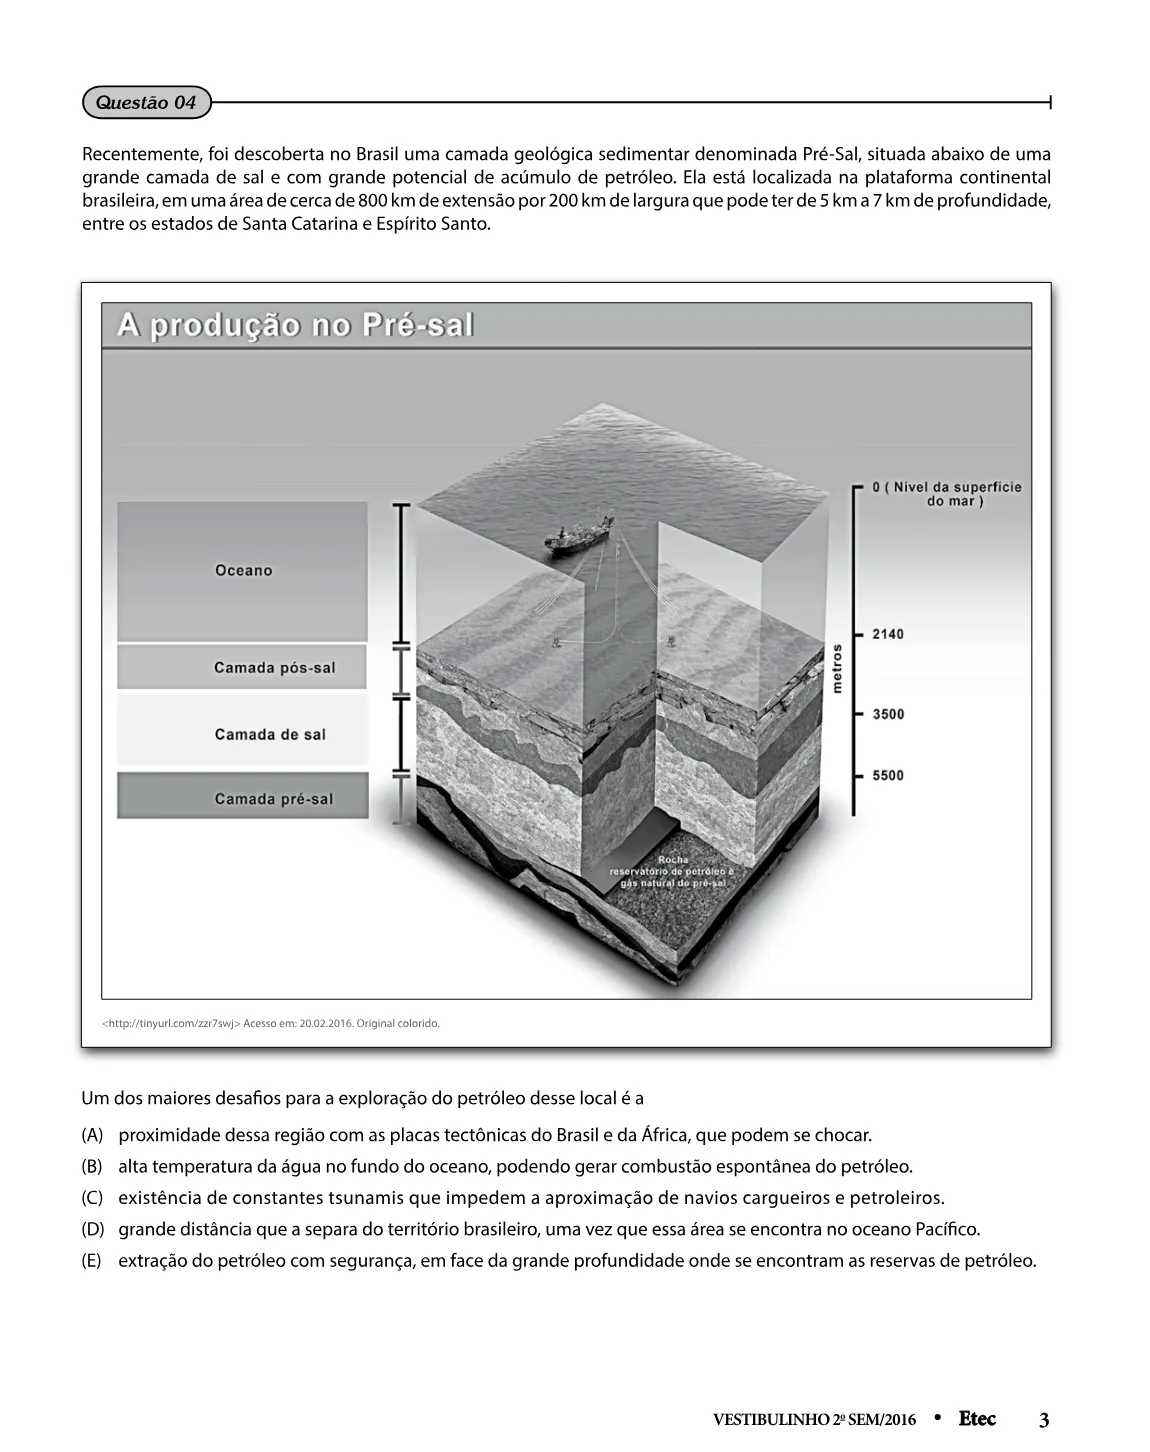 Questão 04
Recentemente, foi descoberta no Brasil uma camada geológica sedimentar denominada Pré-Sal, situada abaixo de uma
grande camada de sal e com grande potencial de acúmulo de petróleo. Ela está localizada na plataforma continental
brasileira, em uma área de cerca de 800 km de extensão por 200 km de largura que pode ter de 5 km a 7 km de profundidade,
entre os estados de Santa Catarina e Espírito Santo.
A produção no Pré-sal
0 ( Nível da superfície
do mar )
Oceano
2140
Camada pós-sal
metros
3500
Camada de sal
5500
Camada pré-sal
Rocha
reservatório de petróleo e
gás natural do pré-sal
<http://tinyurl.com/zzr7swj> Acesso em: 20.02.2016. Original colorido.
Um dos maiores desafios para a exploração do petróleo desse local é a
(A) proximidade dessa região com as placas tectônicas do Brasil e da África, que podem se chocar.
(B) alta temperatura da água no fundo do oceano, podendo gerar combustão espontânea do petróleo.
(C) existência de constantes tsunamis que impedem a aproximação de navios cargueiros e petroleiros.
(D) grande distância que a separa do território brasileiro, uma vez que essa área se encontra no oceano Pacífico.
(E) extração do petróleo com segurança, em face da grande profundidade onde se encontram as reservas de petróleo.
VESTIBULINHO 2º SEM/2016 • Etec 3